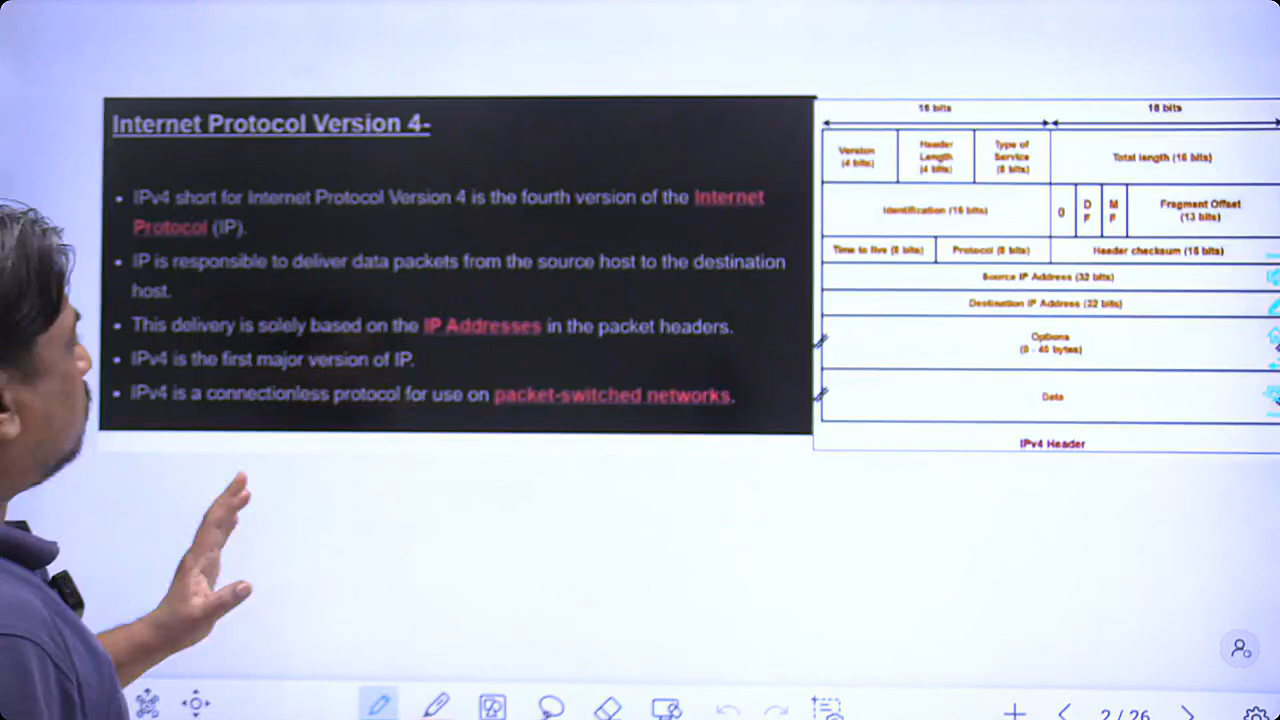 Internet Protocol Version 4-
• IPv4 short for Internet Protocol Version 4 is the fourth version of the Internet
Protocol (IP).
• IP is responsible to deliver data packets from the source host to the destination
host.
• This delivery is solely based on the IP Addresses in the packet headers.
• IPv4 is the first major version of IP.
• IPv4 is a connectionless protocol for use on packet-switched networks.
16 bits 16 bits
Version
(4 bits)
Header
Length
(4 bits)
Type of
Service
(8 bits)
Total length (16 bits)
Identification (16 bits)
0
D
F
M
F
Fragment Offset
(13 bits)
Time to live (8 bits) Protocol (8 bits) Header checksum (16 bits)
Source IP Address (32 bits)
Destination IP Address (32 bits)
Options
(0 - 40 bytes)
Data
IPv4 Header
2 / 26